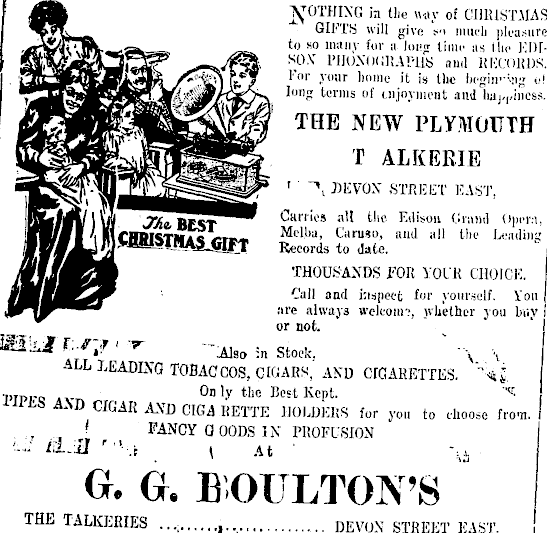 The BEST
CHRISTMAS GIFT
NOTHING in the way of CHRISTMAS
GIFTS will give so much pleasure
to so many for a long time as the EDI-
SON PHONOGRAPHS and RECORDS.
For your home it is the beginning of
long terms of enjoyment and happiness.
THE NEW PLYMOUTH
T ALKERIE
DEVON STREET EAST,
Carries all the Edison Grand Opera,
Melba, Caruso, and all the Leading
Records to date.
THOUSANDS FOR YOUR CHOICE.
Call and inspect for yourself. You
are always welcome, whether you buy
or not.
Also in Stock,
ALL LEADING TOBACCOS, CIGARS, AND CIGARETTES.
Only the Best Kept.
PIPES AND CIGAR AND CIGARETTE HOLDERS for you to choose from.
FANCY GOODS IN PROFUSION
At
G. G. BOULTON'S
THE TALKERIES ........................ DEVON STREET EAST.